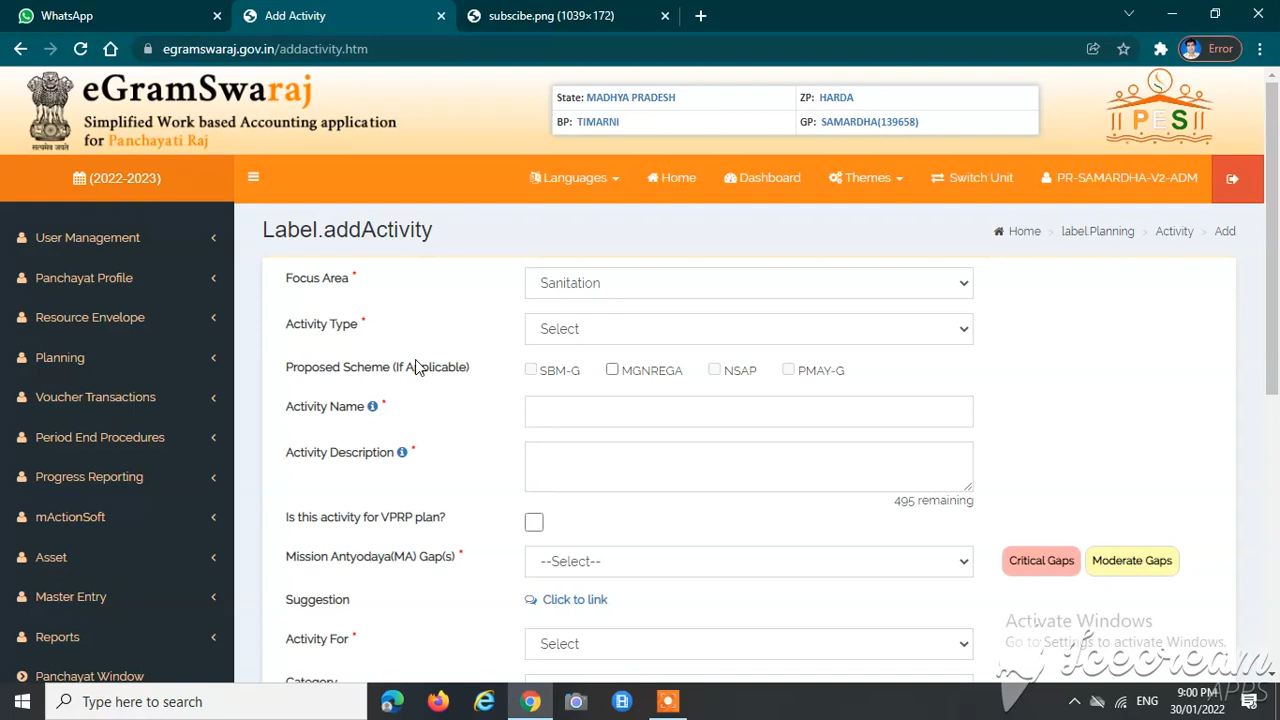 WhatsApp
Add Activity
subscibe.png (1039×172)
egramswaraj.gov.in/addactivity.htm
Error
सत्यमेव जयते
eGramSwaraj
Simplified Work based Accounting application
for Panchayati Raj
State: MADHYA PRADESH
ZP: HARDA
BP: TIMARNI
GP: SAMARDHA(139658)
PES
(2022-2023)
Languages
Home
Dashboard
Themes
Switch Unit
PR-SAMARDHA-V2-ADM
User Management
Panchayat Profile
Resource Envelope
Planning
Voucher Transactions
Period End Procedures
Progress Reporting
mActionSoft
Asset
Master Entry
Reports
Panchayat Window
Label.addActivity
Home > label.Planning > Activity > Add
Focus Area *
Sanitation
Activity Type *
Select
Proposed Scheme (If Applicable)
SBM-G
MGNREGA
NSAP
PMAY-G
Activity Name *
Activity Description *
495 remaining
Is this activity for VPRP plan?
Mission Antyodaya(MA) Gap(s) *
--Select--
Critical Gaps
Moderate Gaps
Suggestion
Click to link
Activity For *
Select
Category
Activate Windows
Go to Settings to activate Windows.
Icecream
APPS
Type here to search
ENG
9:00 PM
30/01/2022